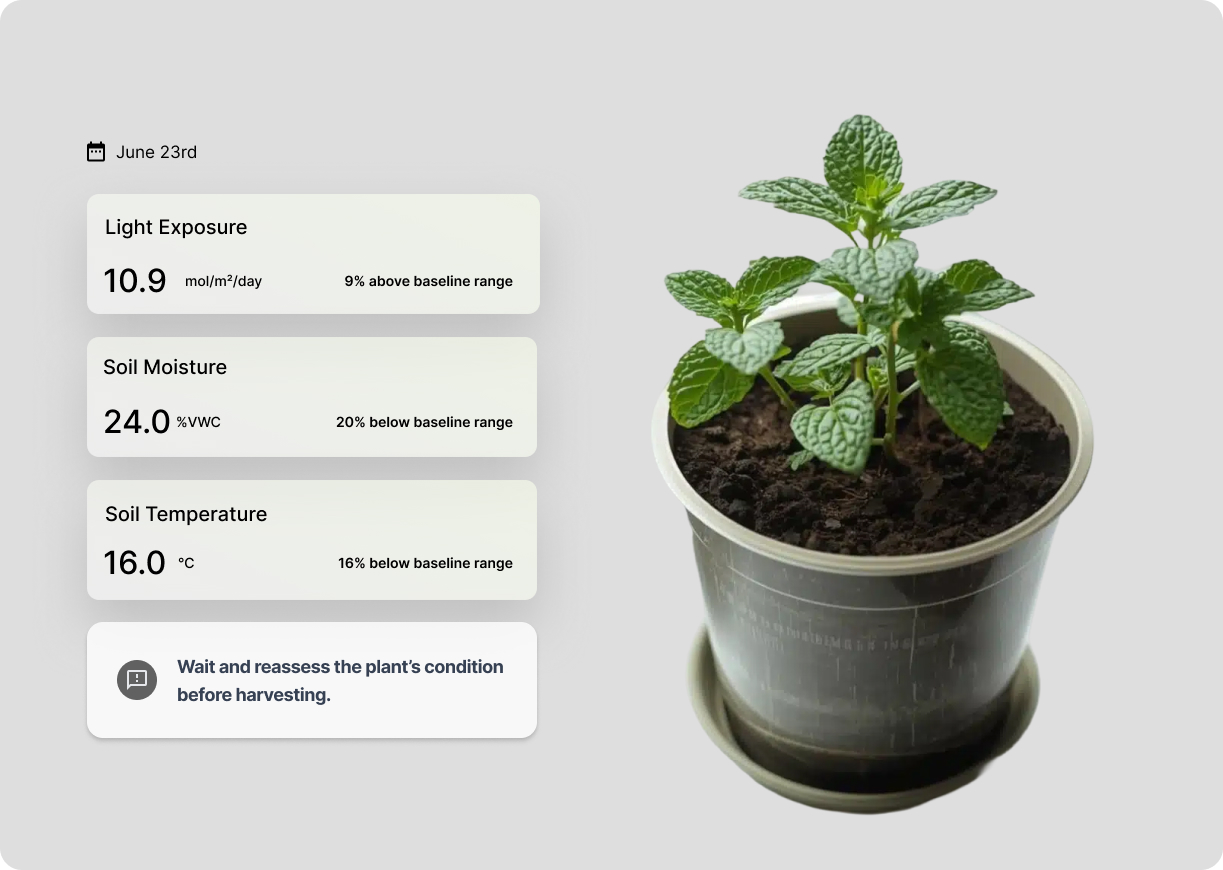 June 23rd
Light Exposure
10.9 mol/m²/day 9% above baseline range
Soil Moisture
24.0 %VWC 20% below baseline range
Soil Temperature
16.0 °C 16% below baseline range
Wait and reassess the plant’s condition
before harvesting.